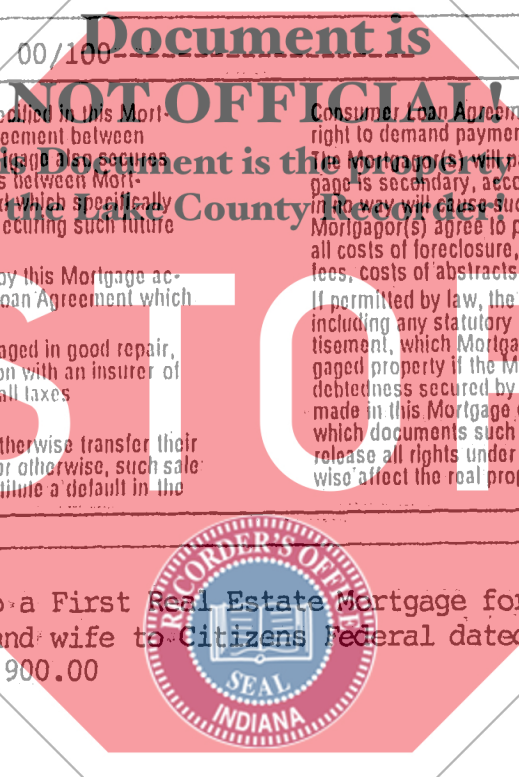 Document is
00/100
NOT OFFICIAL!
This Document is the property
the Lake County Recorder!
STOP
odified in this Mort-
eement between
gage also secures
s between Mort-
which specifically
ecuring such future
by this Mortgage ac-
oan Agreement which
aged in good repair,
on with an insurer of
all taxes
therwise transfer their
or otherwise, such sale
titute a default in the
Consumer Loan Agreem
right to demand paymen
The Mortgagor(s) will pa
gage is secondary, acco
in no way will cause suc
Mortgagor(s) agree to p
all costs of foreclosure,
fees, costs of abstracts
If permitted by law, the
including any statutory
tisement, which Mortga
gaged property if the M
debtedness secured by
made in this Mortgage o
which documents such
release all rights under
wise affect the real prop
o a First Real Estate Mortgage for
and wife to Citizens Federal dated
900.00
RECORDER'S OFFICE
SEAL
INDIANA